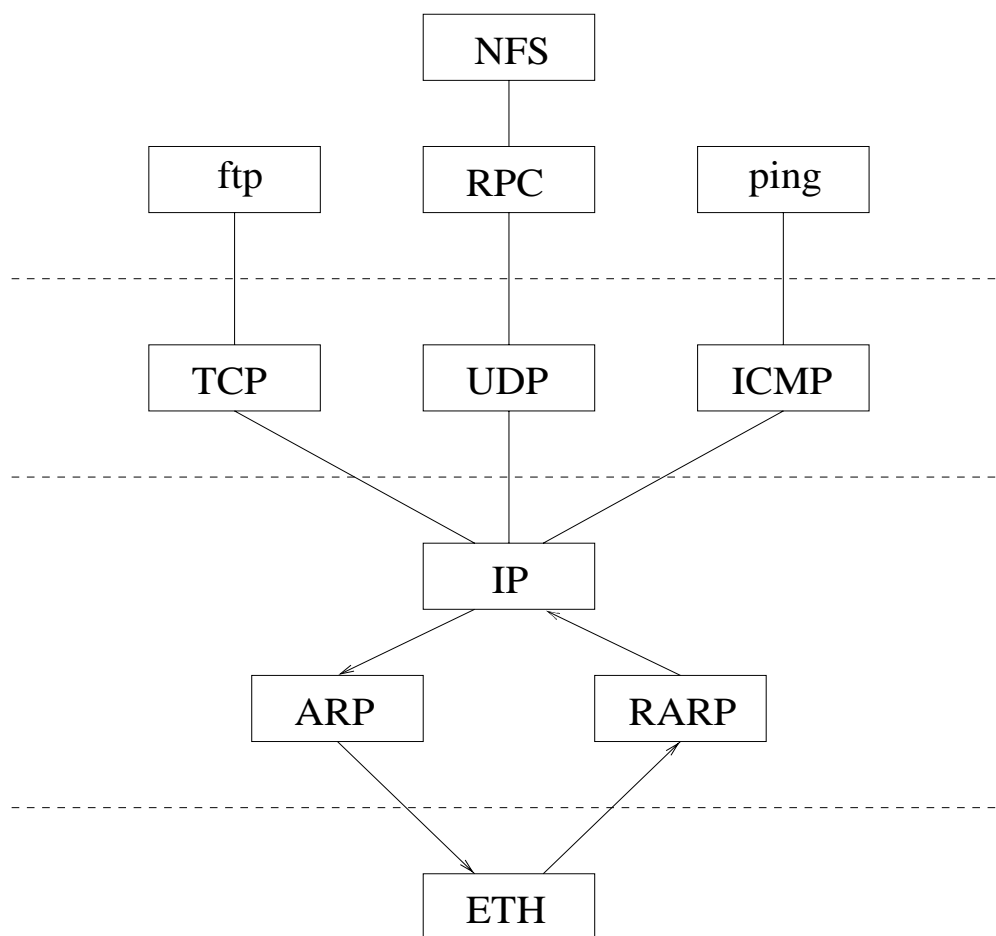 NFS
ftp
RPC
ping
TCP
UDP
ICMP
IP
ARP
RARP
ETH